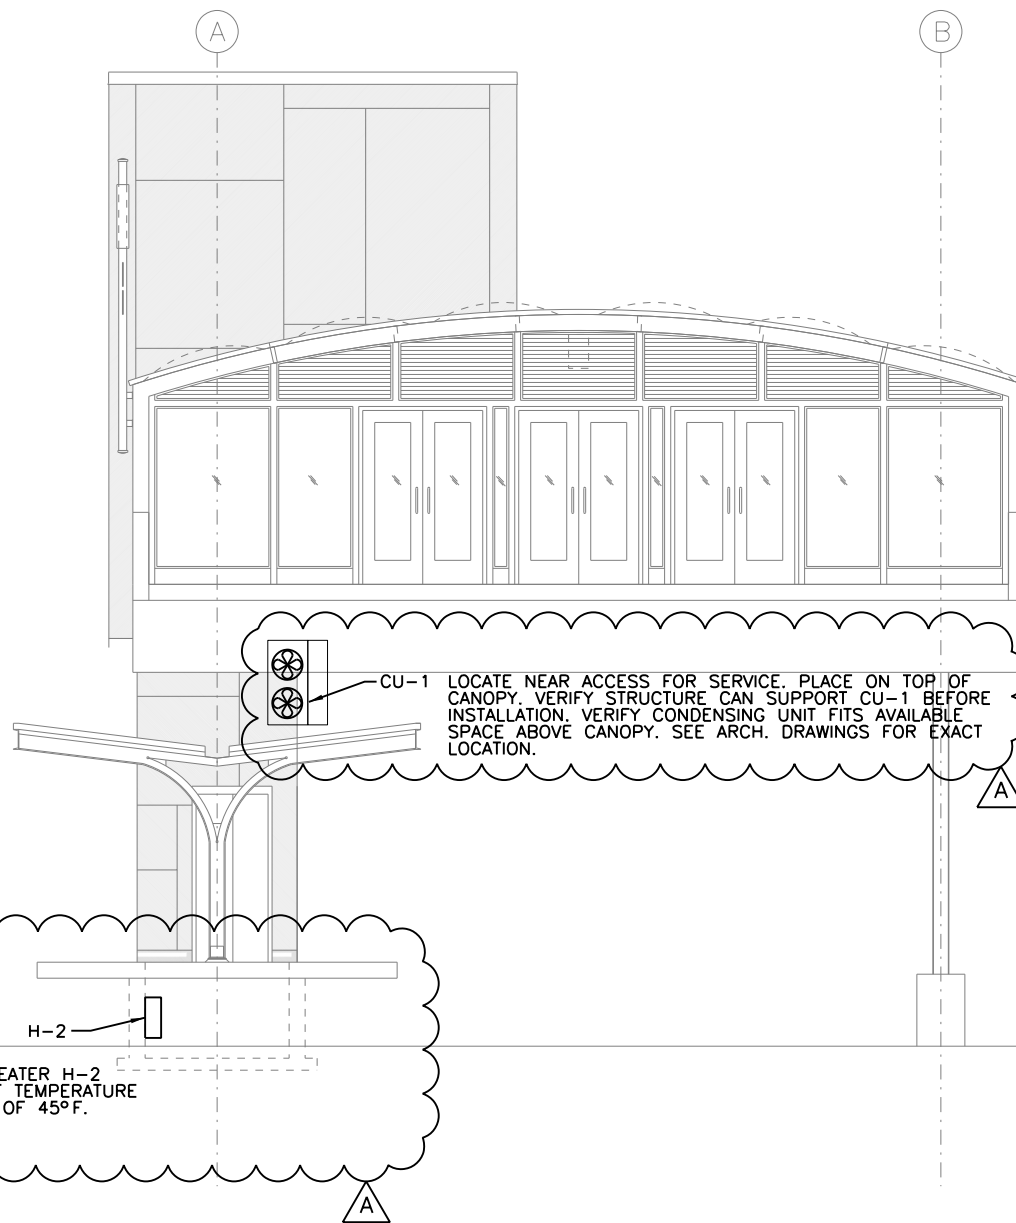 A
B
CU-1 LOCATE NEAR ACCESS FOR SERVICE. PLACE ON TOP OF
CANOPY. VERIFY STRUCTURE CAN SUPPORT CU-1 BEFORE
INSTALLATION. VERIFY CONDENSING UNIT FITS AVAILABLE
SPACE ABOVE CANOPY. SEE ARCH. DRAWINGS FOR EXACT
LOCATION.
A
H-2
EATER H-2
TEMPERATURE
OF 45°F.
A